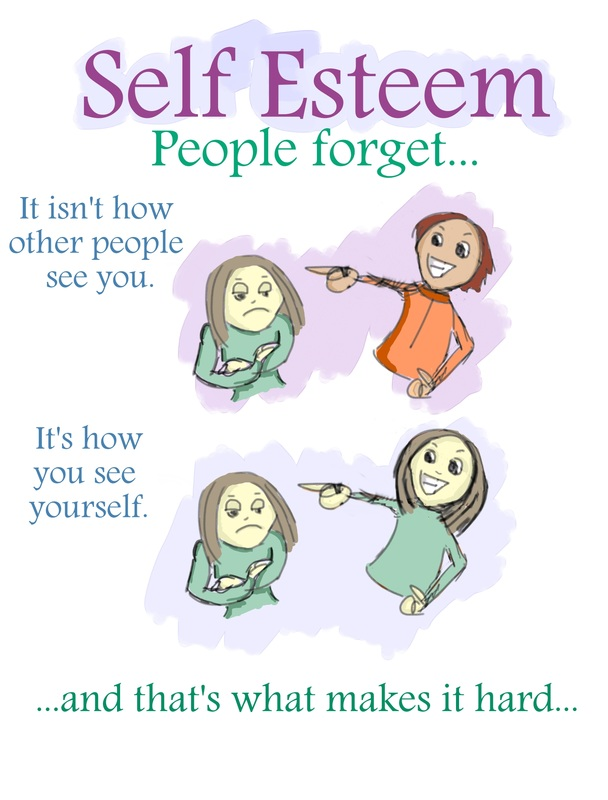 Self Esteem
People forget...
It isn't how
other people
see you.
It's how
you see
yourself.
...and that's what makes it hard...